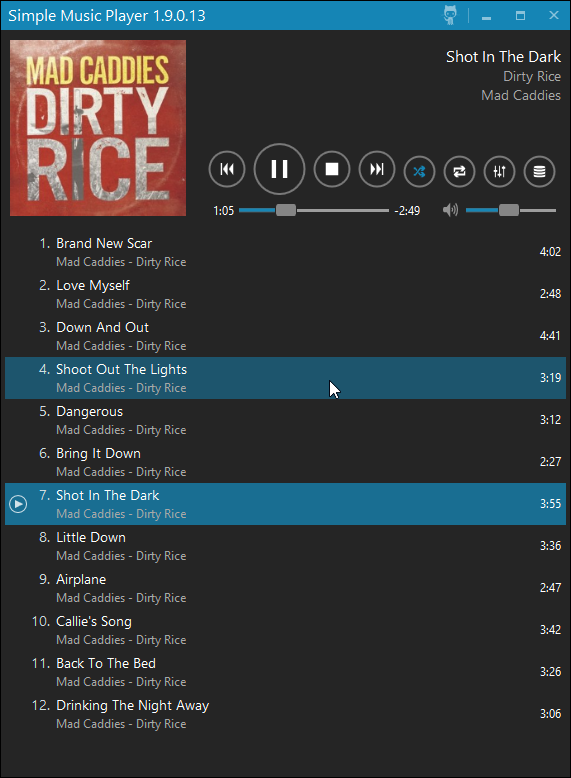 Simple Music Player 1.9.0.13
MAD CADDIES
DIRTY
RICE
Shot In The Dark
Dirty Rice
Mad Caddies
1:05 -2:49
1. Brand New Scar
Mad Caddies - Dirty Rice
4:02
2. Love Myself
Mad Caddies - Dirty Rice
2:48
3. Down And Out
Mad Caddies - Dirty Rice
4:41
4. Shoot Out The Lights
Mad Caddies - Dirty Rice
3:19
5. Dangerous
Mad Caddies - Dirty Rice
3:12
6. Bring It Down
Mad Caddies - Dirty Rice
2:27
7. Shot In The Dark
Mad Caddies - Dirty Rice
3:55
8. Little Down
Mad Caddies - Dirty Rice
3:36
9. Airplane
Mad Caddies - Dirty Rice
2:47
10. Callie's Song
Mad Caddies - Dirty Rice
3:42
11. Back To The Bed
Mad Caddies - Dirty Rice
3:26
12. Drinking The Night Away
Mad Caddies - Dirty Rice
3:06